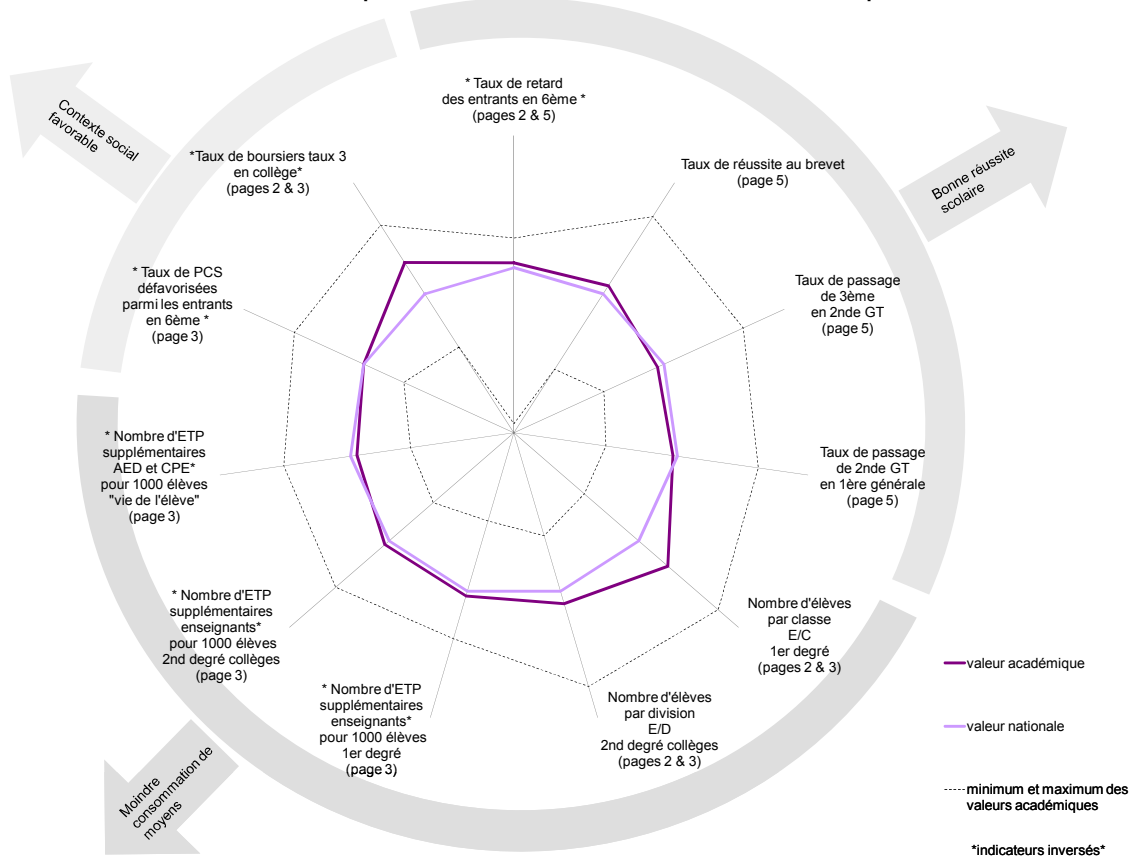 * Taux de retard
des entrants en 6ème *
(pages 2 & 5)
Taux de réussite au brevet
(page 5)
Bonne réussite
scolaire
Taux de passage
de 3ème
en 2nde GT
(page 5)
Taux de passage
de 2nde GT
en 1ère générale
(page 5)
Nombre d'élèves
par classe
E/C
1er degré
(pages 2 & 3)
Nombre d'élèves
par division
E/D
2nd degré collèges
(pages 2 & 3)
* Nombre d'ETP
supplémentaires
enseignants*
pour 1000 élèves
1er degré
(page 3)
* Nombre d'ETP
supplémentaires
enseignants*
pour 1000 élèves
2nd degré collèges
(page 3)
Moindre
consommation de
moyens
* Nombre d'ETP
supplémentaires
AED et CPE*
pour 1000 élèves
"vie de l'élève"
(page 3)
* Taux de PCS
défavorisées
parmi les entrants
en 6ème *
(page 3)
*Taux de boursiers taux 3
en collège*
(pages 2 & 3)
Contexte social
favorable
valeur académique
valeur nationale
minimum et maximum des
valeurs académiques
*indicateurs inversés*